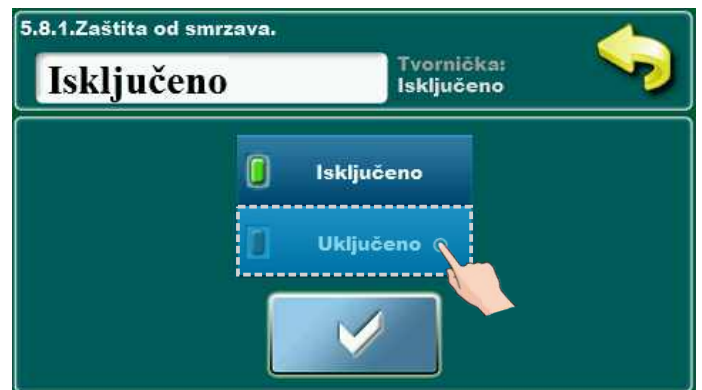 5.8.1.Zaštita od smrzava.
Isključeno
Tvornička:
Isključeno
Isključeno
Uključeno